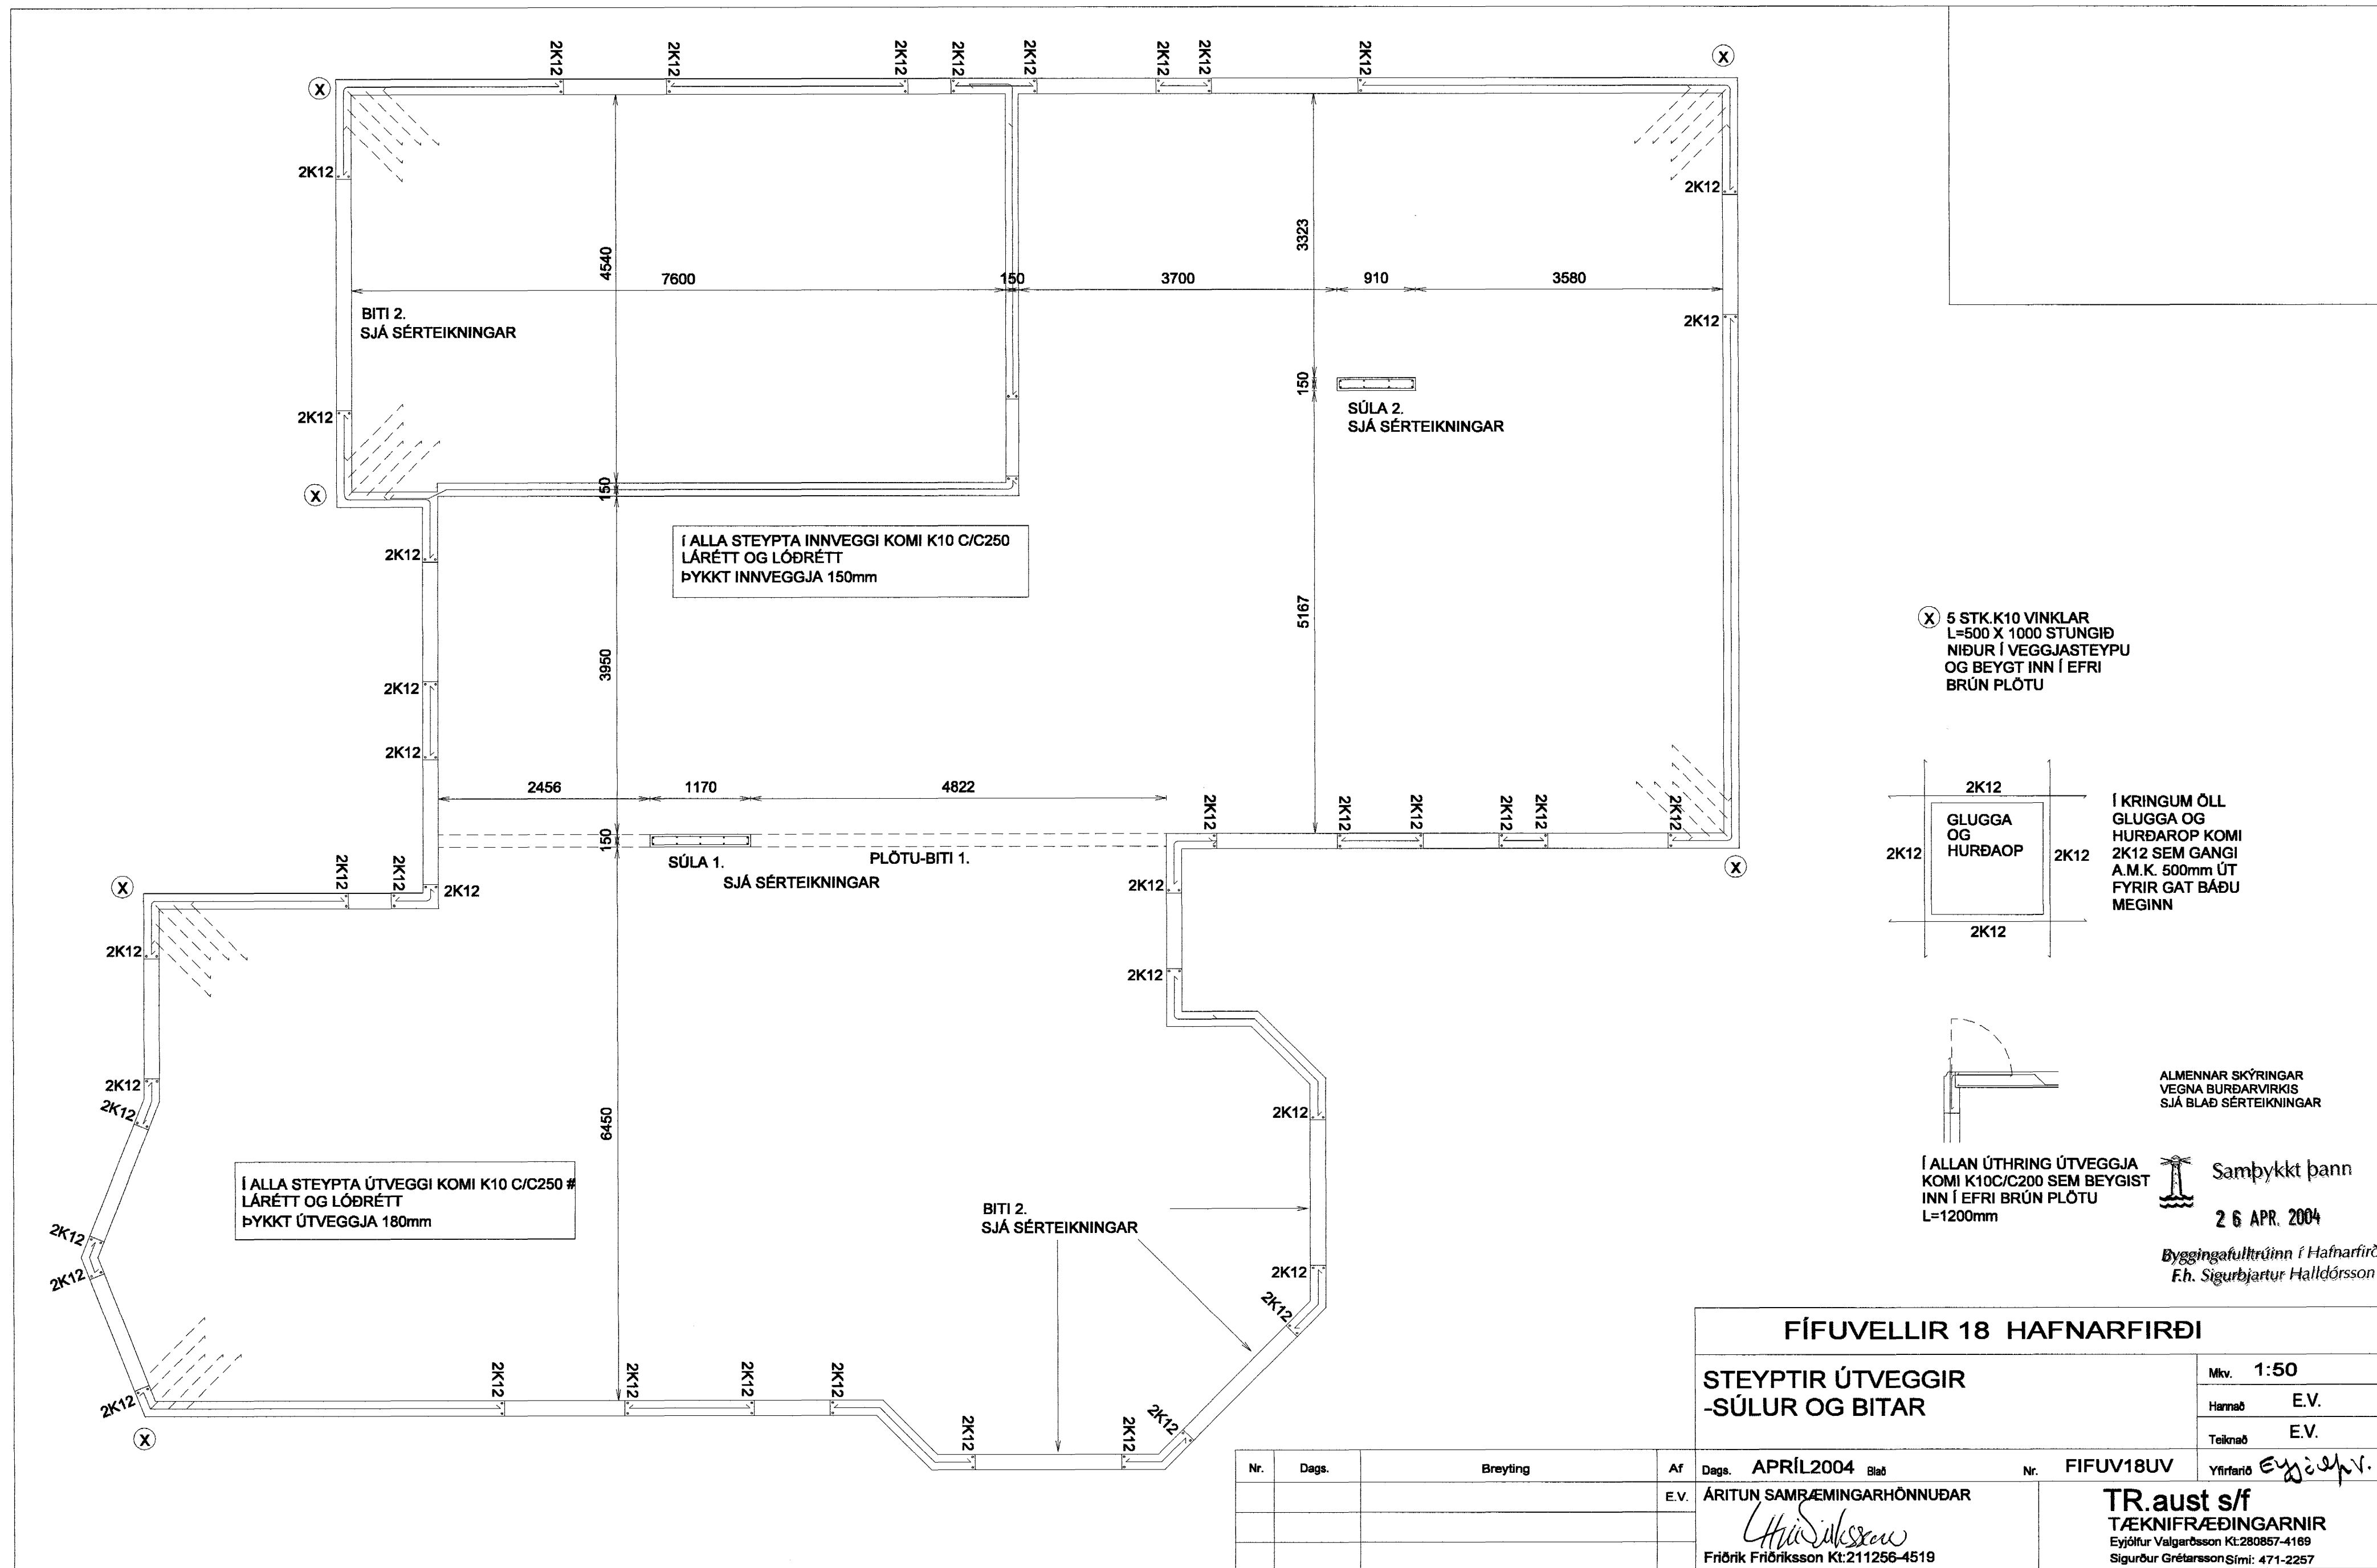 2K12
2K12
2K12
2K12
2K12
2K12
2K12
2K12
X
X
2K12
2K12
3323
4540
7600
150
3700
910
3580
BITI 2.
SJÁ SÉRTEIKNINGAR
2K12
150
SÚLA 2.
SJÁ SÉRTEIKNINGAR
2K12
X
150
Í ALLA STEYPTA INNVEGGI KOMI K10 C/C250
LÁRÉTT OG LÓÐRÉTT
ÞYKKT INNVEGGJA 150mm
2K12
5167
3950
2K12
2K12
2456
1170
4822
2K12
2K12
2K12
2K12
2K12
2K12
150
SÚLA 1.
PLÖTU-BITI 1.
SJÁ SÉRTEIKNINGAR
X
X
2K12
2K12
2K12
2K12
2K12
2K12
2K12
2K12
2K12
6450
Í ALLA STEYPTA ÚTVEGGI KOMI K10 C/C250 #
LÁRÉTT OG LÓÐRÉTT
ÞYKKT ÚTVEGGJA 180mm
BITI 2.
SJÁ SÉRTEIKNINGAR
2K12
2K12
2K12
2K12
2K12
2K12
2K12
2K12
2K12
2K12
2K12
2K12
X
X 5 STK.K10 VINKLAR
L=500 X 1000 STUNGIÐ
NIÐUR Í VEGGJASTEYPU
OG BEYGT INN Í EFRI
BRÚN PLÖTU
2K12
GLUGGA
OG
HURÐAOP
2K12
2K12
2K12
Í KRINGUM ÖLL
GLUGGA OG
HURÐAROP KOMI
2K12 SEM GANGI
A.M.K. 500mm ÚT
FYRIR GAT BÁÐU
MEGINN
ALMENNAR SKÝRINGAR
VEGNA BURÐARVIRKIS
SJÁ BLAÐ SÉRTEIKNINGAR
Í ALLAN ÚTHRING ÚTVEGGJA
KOMI K10C/C200 SEM BEYGIST
INN Í EFRI BRÚN PLÖTU
L=1200mm
Samþykkt þann
26 APR. 2004
Byggingafulltrúinn í Hafnarfirð
F.h. Sigurbjartur Halldórsson
FÍFUVELLIR 18 HAFNARFIRÐI
STEYPTIR ÚTVEGGIR
-SÚLUR OG BITAR
Mkv. 1:50
Hannað E.V.
Teiknað E.V.
Nr. Dags. Breyting Af
Dags. APRÍL2004 Blað Nr. FIFUV18UV
Yfirfarið
E.V.
ÁRITUN SAMRÆMINGARHÖNNUÐAR
Friðrik Friðriksson Kt:211256-4519
TR.aust s/f
TÆKNIFRÆÐINGARNIR
Eyjólfur Valgarðsson Kt:280857-4169
Sigurður Grétarsson Sími: 471-2257